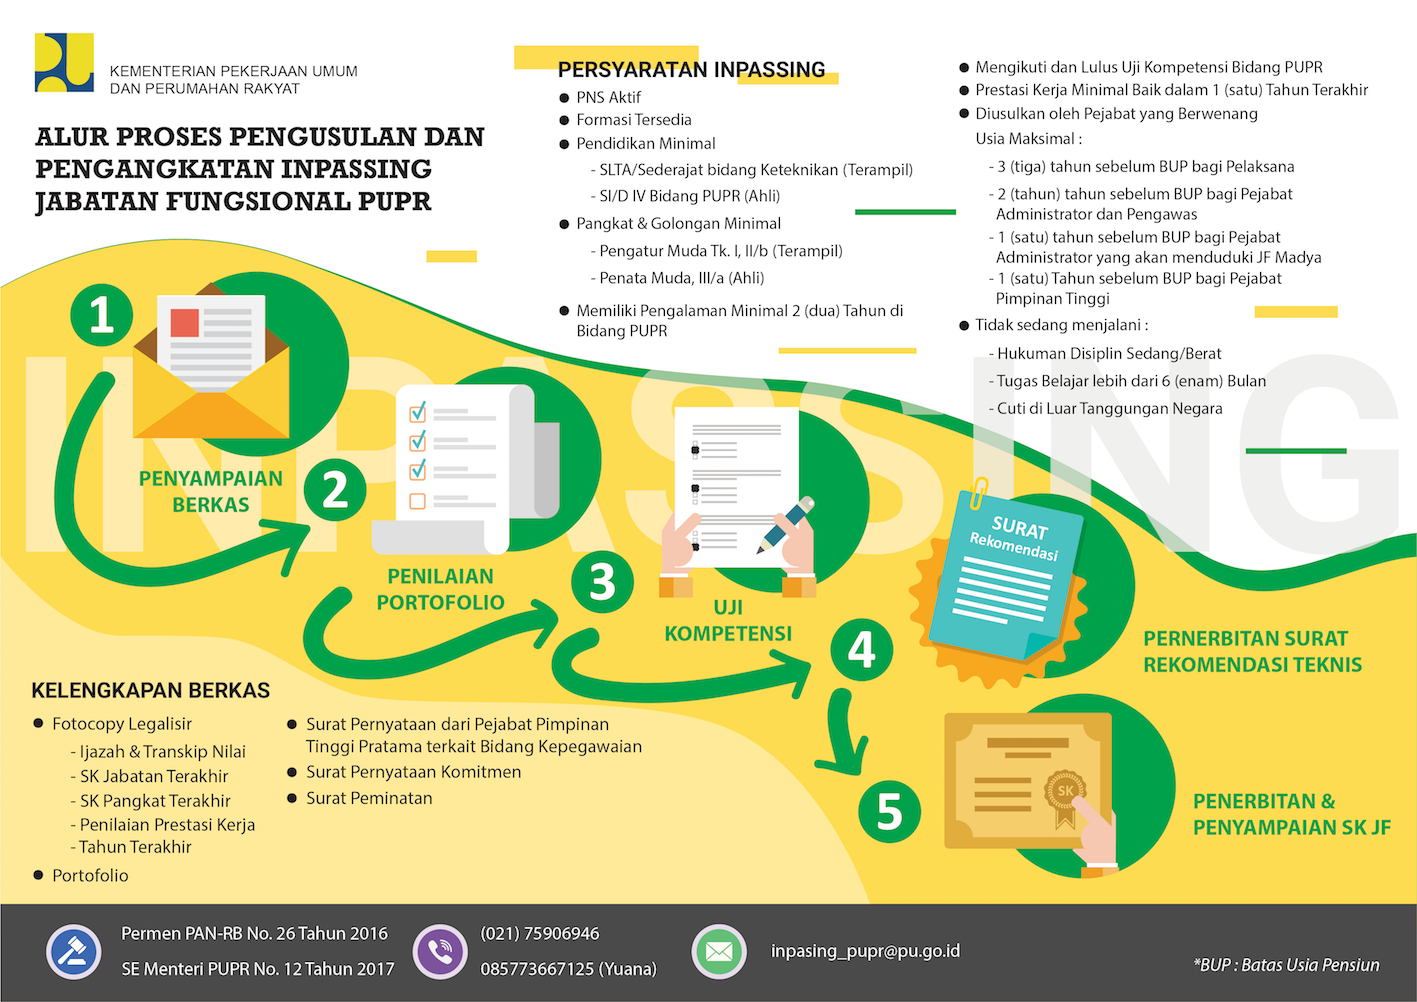 KEMENTERIAN PEKERJAAN UMUM
DAN PERUMAHAN RAKYAT
ALUR PROSES PENGUSULAN DAN
PENGANGKATAN INPASSING
JABATAN FUNGSIONAL PUPR
PERSYARATAN INPASSING
● PNS Aktif
● Formasi Tersedia
● Pendidikan Minimal
- SLTA/Sederajat bidang Keteknikan (Terampil)
- SI/D IV Bidang PUPR (Ahli)
● Pangkat & Golongan Minimal
- Pengatur Muda Tk. I, II/b (Terampil)
- Penata Muda, III/a (Ahli)
● Memiliki Pengalaman Minimal 2 (dua) Tahun di
Bidang PUPR
● Mengikuti dan Lulus Uji Kompetensi Bidang PUPR
● Prestasi Kerja Minimal Baik dalam 1 (satu) Tahun Terakhir
● Diusulkan oleh Pejabat yang Berwenang
Usia Maksimal :
- 3 (tiga) tahun sebelum BUP bagi Pelaksana
- 2 (tahun) tahun sebelum BUP bagi Pejabat
Administrator dan Pengawas
- 1 (satu) tahun sebelum BUP bagi Pejabat
Administrator yang akan menduduki JF Madya
- 1 (satu) Tahun sebelum BUP bagi Pejabat
Pimpinan Tinggi
● Tidak sedang menjalani :
- Hukuman Disiplin Sedang/Berat
- Tugas Belajar lebih dari 6 (enam) Bulan
- Cuti di Luar Tanggungan Negara
INPASSING
1
PENYAMPAIAN
BERKAS
2
PENILAIAN
PORTOFOLIO
3
UJI
KOMPETENSI
4
SURAT
Rekomendasi
PERNERBITAN SURAT
REKOMENDASI TEKNIS
5
SK
PENERBITAN &
PENYAMPAIAN SK JF
KELENGKAPAN BERKAS
● Fotocopy Legalisir
- Ijazah & Transkip Nilai
- SK Jabatan Terakhir
- SK Pangkat Terakhir
- Penilaian Prestasi Kerja
- Tahun Terakhir
● Portofolio
● Surat Pernyataan dari Pejabat Pimpinan
Tinggi Pratama terkait Bidang Kepegawaian
● Surat Pernyataan Komitmen
● Surat Peminatan
Permen PAN-RB No. 26 Tahun 2016
SE Menteri PUPR No. 12 Tahun 2017
(021) 75906946
085773667125 (Yuana)
inpasing_pupr@pu.go.id
*BUP : Batas Usia Pensiun